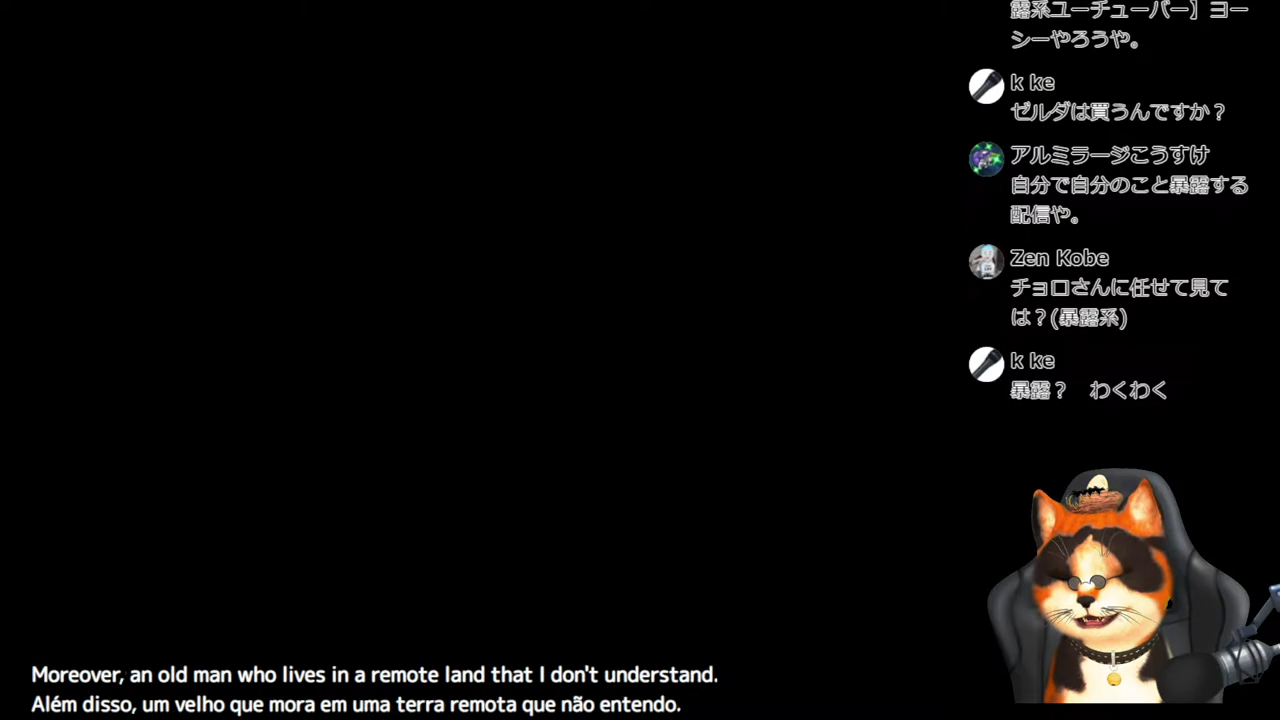 露系ユーチューバー】ヨー
シーやろうや。
k ke
ゼルダは買うんですか？
アルミラージこうすけ
自分で自分のこと暴露する
配信や。
Zen Kobe
チョロさんに任せて見て
は？(暴露系)
k ke
暴露？　わくわく
Moreover, an old man who lives in a remote land that I don't understand.
Além disso, um velho que mora em uma terra remota que não entendo.